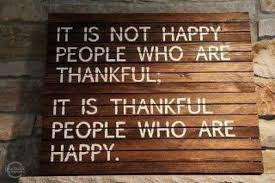 IT IS NOT HAPPY
PEOPLE WHO ARE
THANKFUL;
IT IS THANKFUL
PEOPLE WHO ARE
HAPPY.